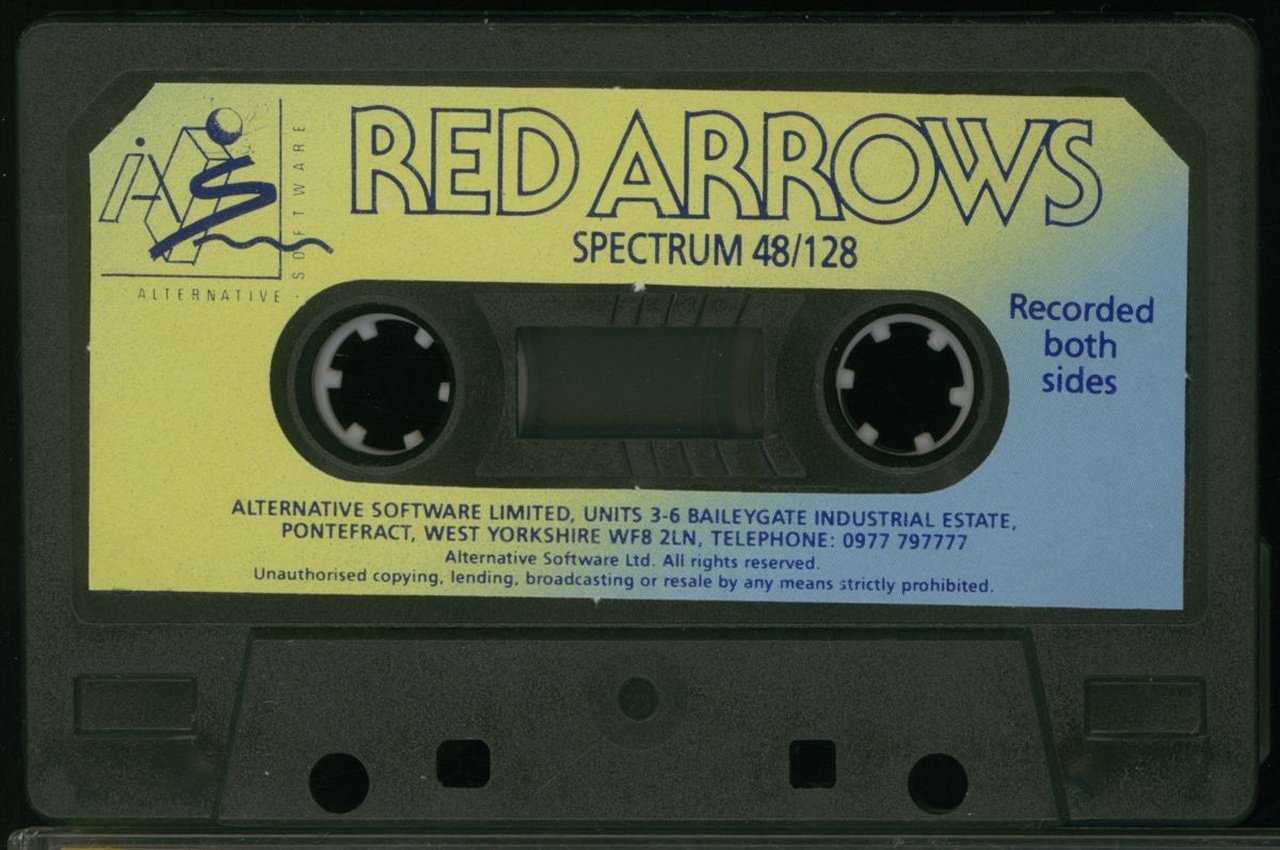 RED ARROWS
SPECTRUM 48/128
iAS
SOFTWARE
ALTERNATIVE
Recorded
both
sides
ALTERNATIVE SOFTWARE LIMITED, UNITS 3-6 BAILEYGATE INDUSTRIAL ESTATE,
PONTEFRACT, WEST YORKSHIRE WF8 2LN, TELEPHONE: 0977 797777
Alternative Software Ltd. All rights reserved.
Unauthorised copying, lending, broadcasting or resale by any means strictly prohibited.